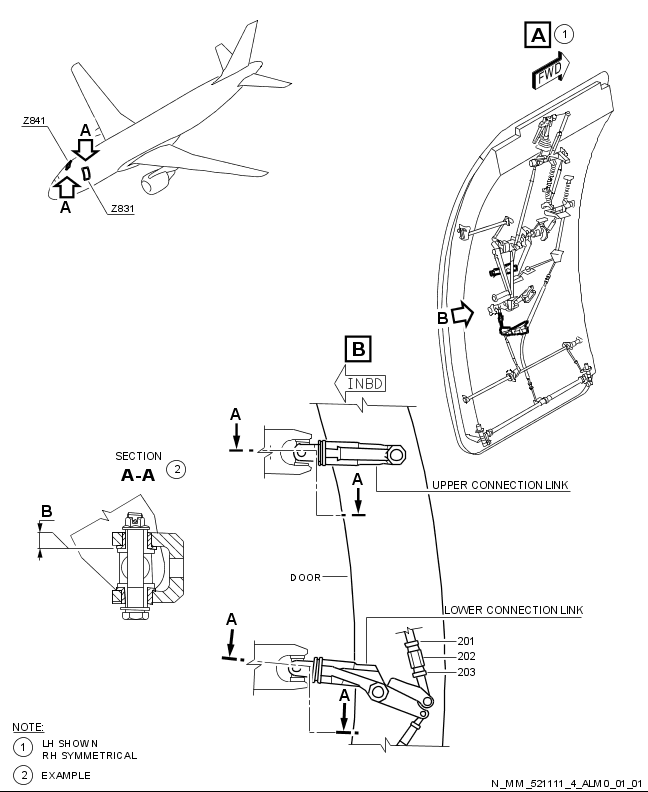 A 1
FWD
Z841
A
A
Z831
B
B
INBD
A
SECTION
A-A 2
A
UPPER CONNECTION LINK
B
DOOR
LOWER CONNECTION LINK
A
201
202
203
A
NOTE:
1 LH SHOWN
RH SYMMETRICAL
2 EXAMPLE
N_MM_521111_4_ALM0_01_01